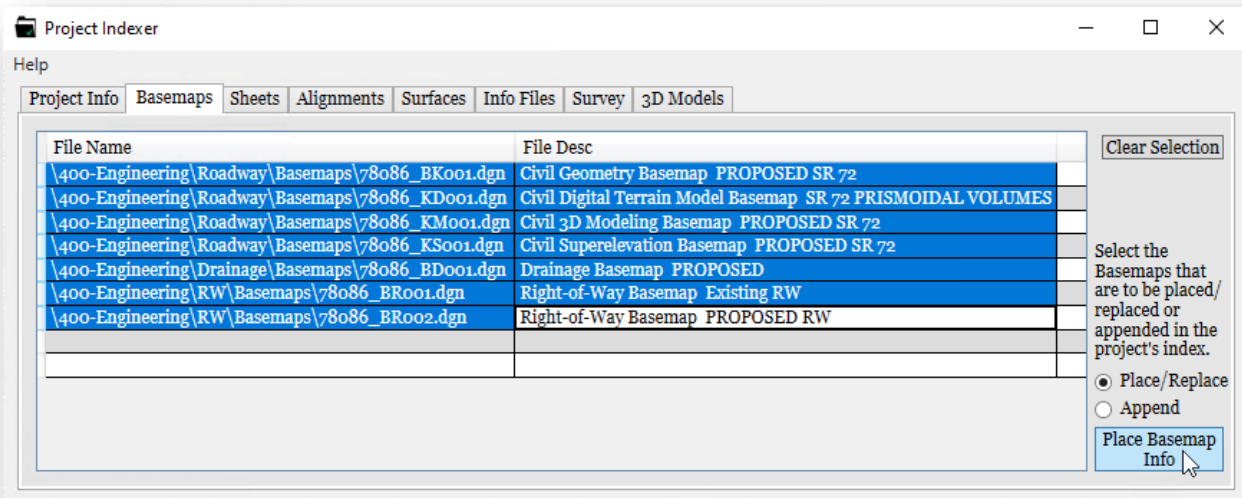 Project Indexer
Help
Project Info Basemaps Sheets Alignments Surfaces Info Files Survey 3D Models
File Name File Desc
\400-Engineering\Roadway\Basemaps\78086_BK001.dgn Civil Geometry Basemap  PROPOSED SR 72
\400-Engineering\Roadway\Basemaps\78086_KD001.dgn Civil Digital Terrain Model Basemap  SR 72 PRISMOIDAL VOLUMES
\400-Engineering\Roadway\Basemaps\78086_KM001.dgn Civil 3D Modeling Basemap  PROPOSED SR 72
\400-Engineering\Roadway\Basemaps\78086_KS001.dgn Civil Superelevation Basemap  PROPOSED SR 72
\400-Engineering\Drainage\Basemaps\78086_BD001.dgn Drainage Basemap  PROPOSED
\400-Engineering\RW\Basemaps\78086_BR001.dgn Right-of-Way Basemap  Existing RW
\400-Engineering\RW\Basemaps\78086_BR002.dgn Right-of-Way Basemap  PROPOSED RW
Clear Selection
Select the
Basemaps that
are to be placed/
replaced or
appended in the
project's index.
Place/Replace
Append
Place Basemap
Info